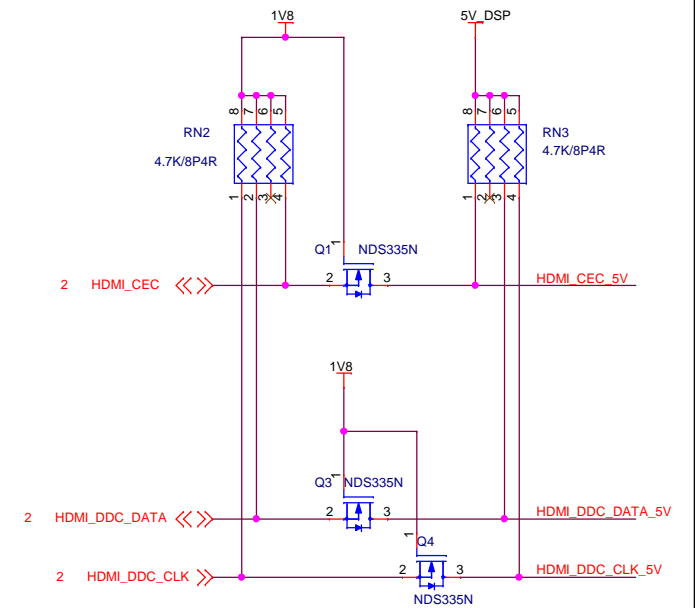 1V8
5V_DSP
8 7 6 5
8 7 6 5
RN2
4.7K/8P4R
RN3
4.7K/8P4R
1 2 3 4
1 2 3 4
Q1 1 NDS335N
2 HDMI_CEC 2 3 HDMI_CEC_5V
1V8
Q3 1 NDS335N
2 HDMI_DDC_DATA 2 3 HDMI_DDC_DATA_5V
1 Q4
2 HDMI_DDC_CLK 2 3 HDMI_DDC_CLK_5V
NDS335N